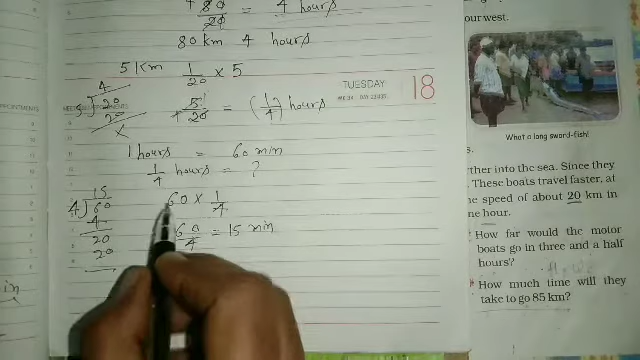 80
20
= 4 hours
80 km 4 hours
5 Km 1/20 × 5
4
5) 20
20
×
5/20 = (1/4) hours
TUESDAY
18
1 hours = 60 min
1/4 hours = ?
15
4) 60
4
20
20
60 × 1/4
60/4 = 15 min
our west.
What a long sword-fish!
s.
ther into the sea. Since they
These boats travel faster, at
speed of about 20 km in
ne hour.
How far would the motor
boats go in three and a half
hours?
How much time will they
take to go 85 km?